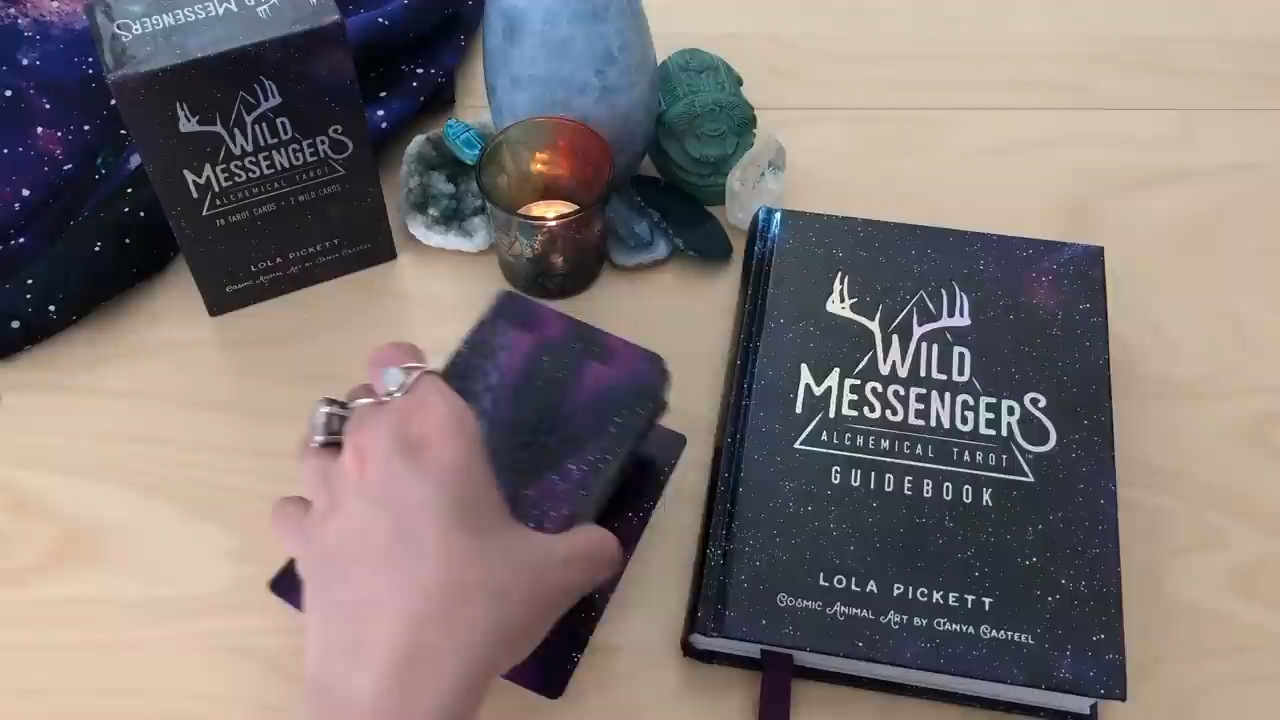 WILD MESSENGERS
WILD
MESSENGERS
ALCHEMICAL TAROT
78 TAROT CARDS • 2 WILD CARDS
LOLA PICKETT
COSMIC ANIMAL ART BY TANYA CASTEEL
WILD
MESSENGERS
ALCHEMICAL TAROT™
GUIDEBOOK
LOLA PICKETT
COSMIC ANIMAL ART BY TANYA CASTEEL